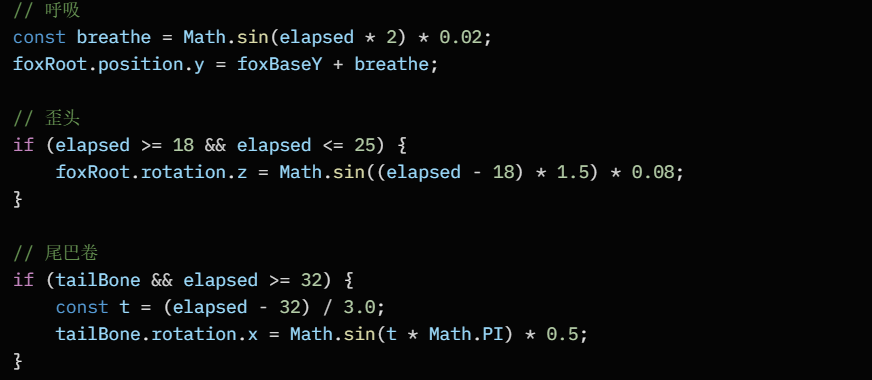 // 呼吸
const breathe = Math.sin(elapsed * 2) * 0.02;
foxRoot.position.y = foxBaseY + breathe;

// 歪头
if (elapsed >= 18 && elapsed <= 25) {
    foxRoot.rotation.z = Math.sin((elapsed - 18) * 1.5) * 0.08;
}

// 尾巴卷
if (tailBone && elapsed >= 32) {
    const t = (elapsed - 32) / 3.0;
    tailBone.rotation.x = Math.sin(t * Math.PI) * 0.5;
}